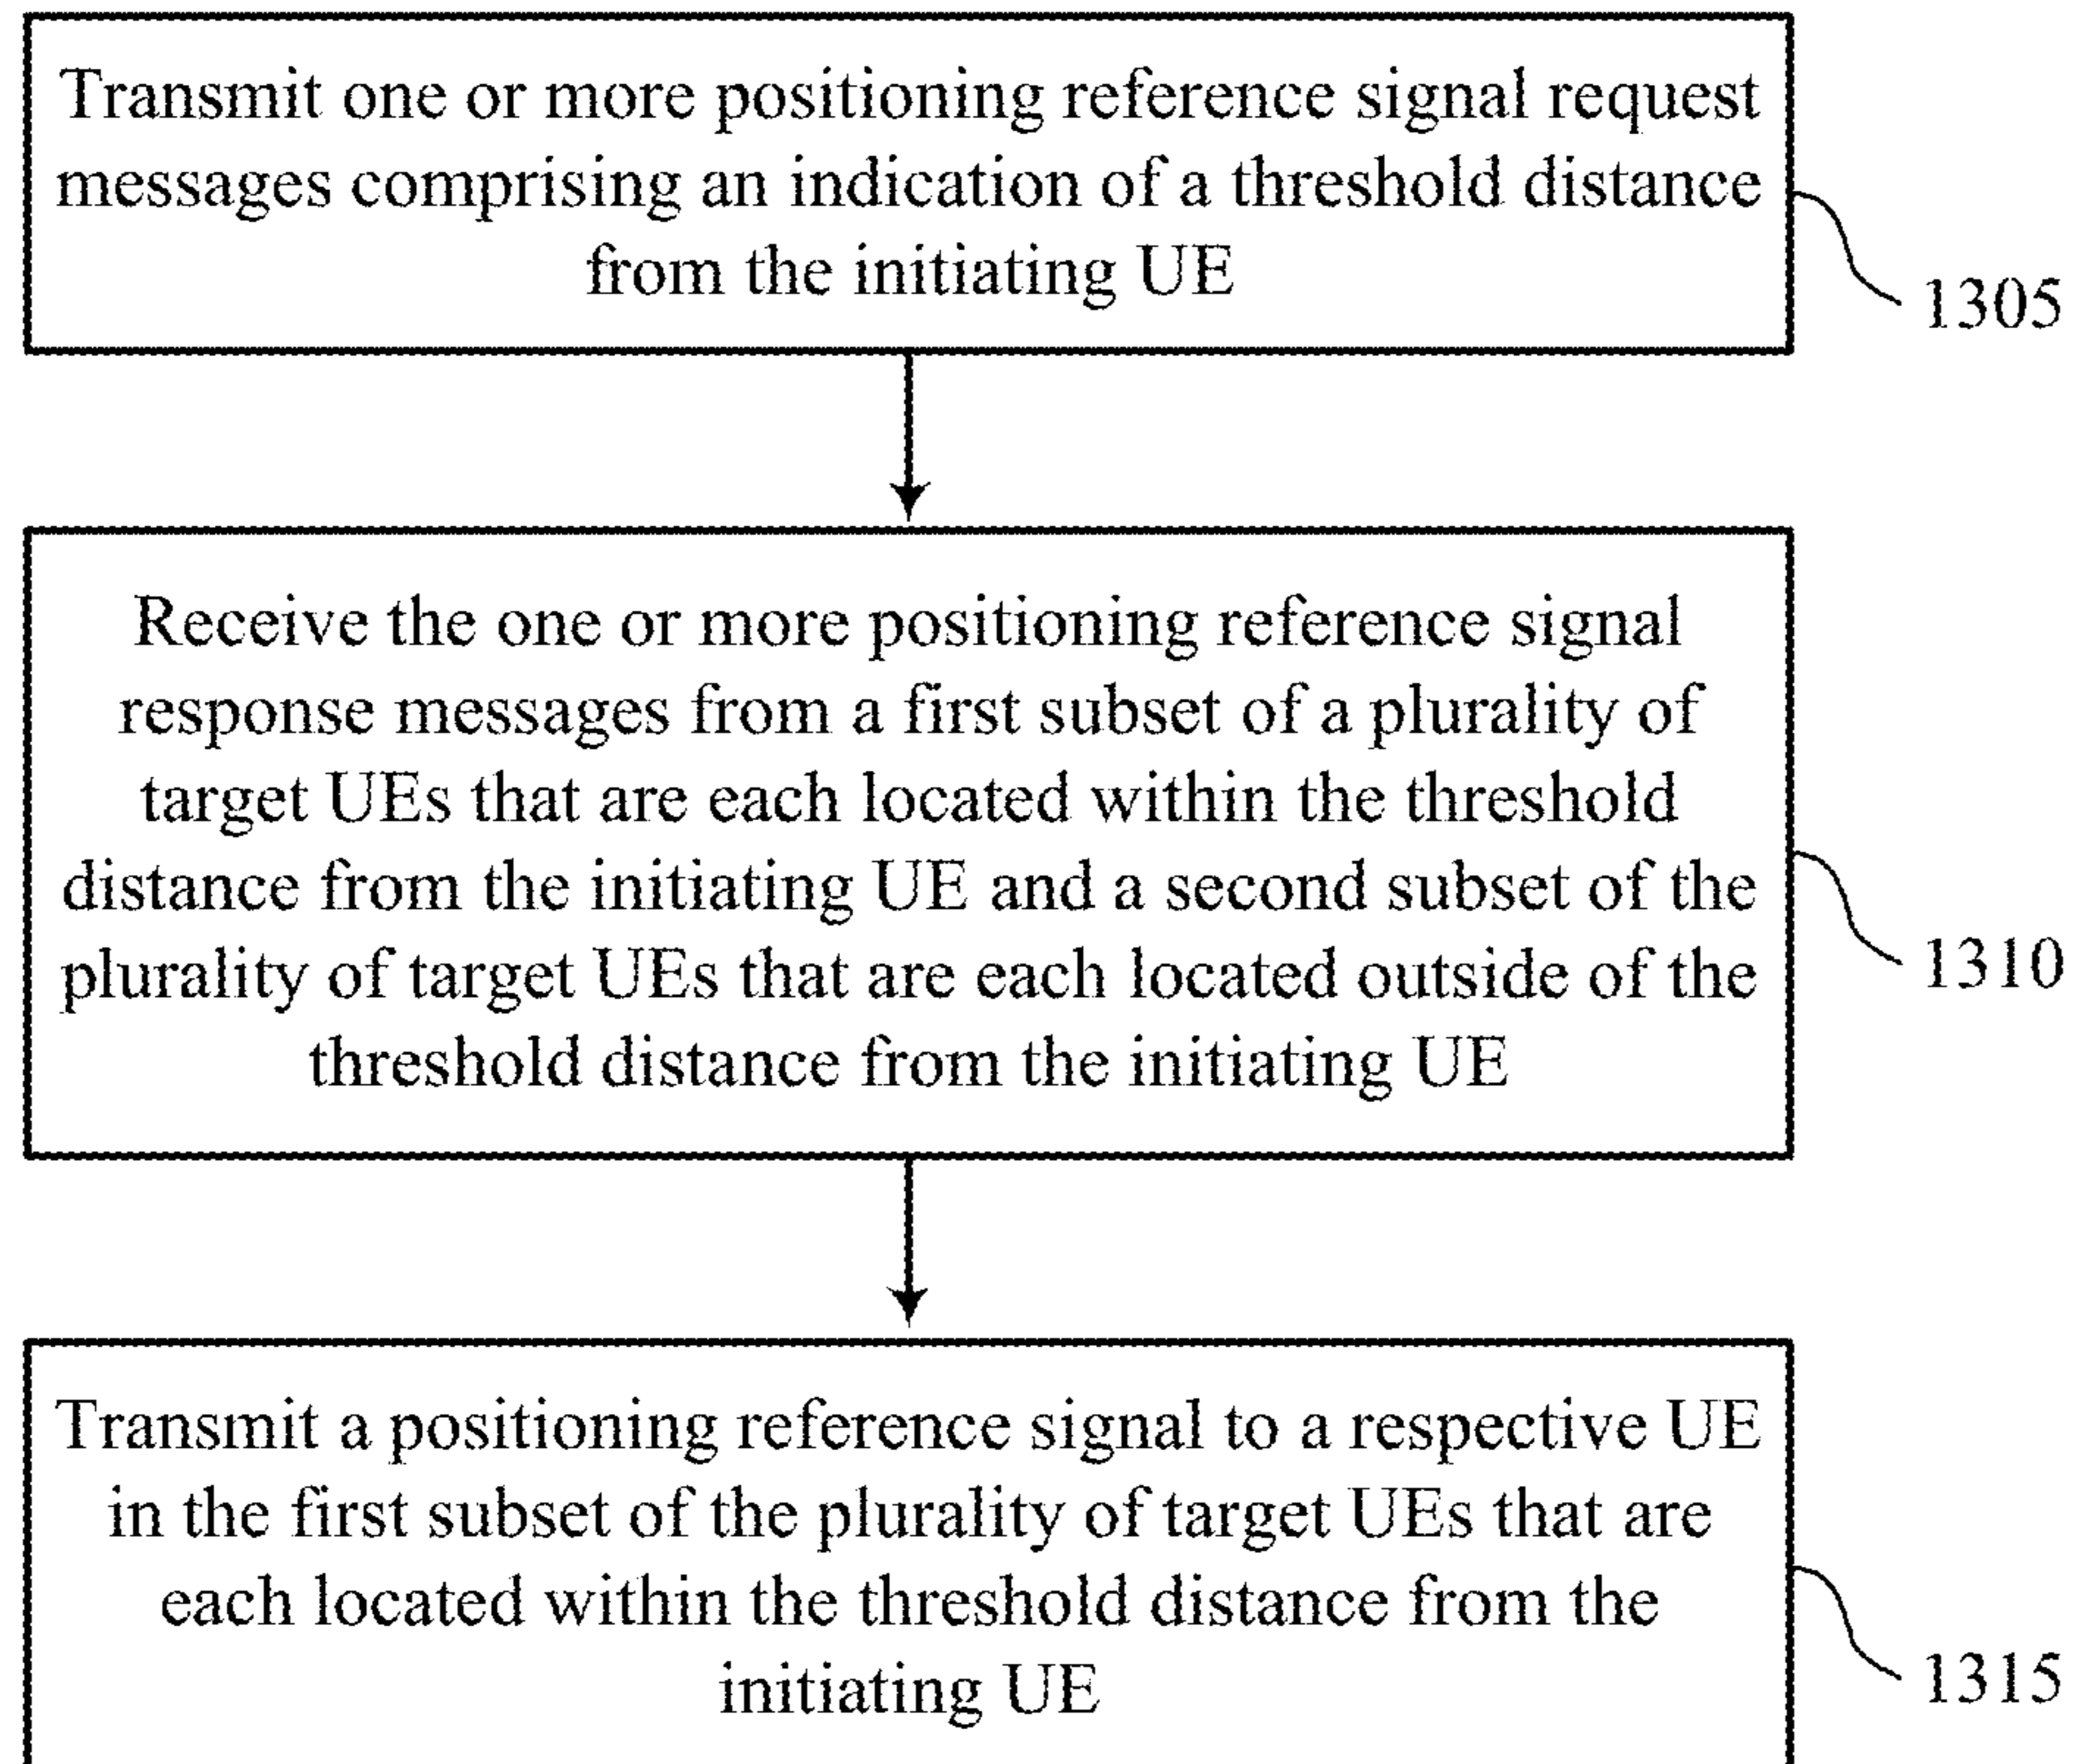 Transmit one or more positioning reference signal request
messages comprising an indication of a threshold distance
from the initiating UE
1305
Receive the one or more positioning reference signal
response messages from a first subset of a plurality of
target UEs that are each located within the threshold
distance from the initiating UE and a second subset of the
plurality of target UEs that are each located outside of the
threshold distance from the initiating UE
1310
Transmit a positioning reference signal to a respective UE
in the first subset of the plurality of target UEs that are
each located within the threshold distance from the
initiating UE
1315